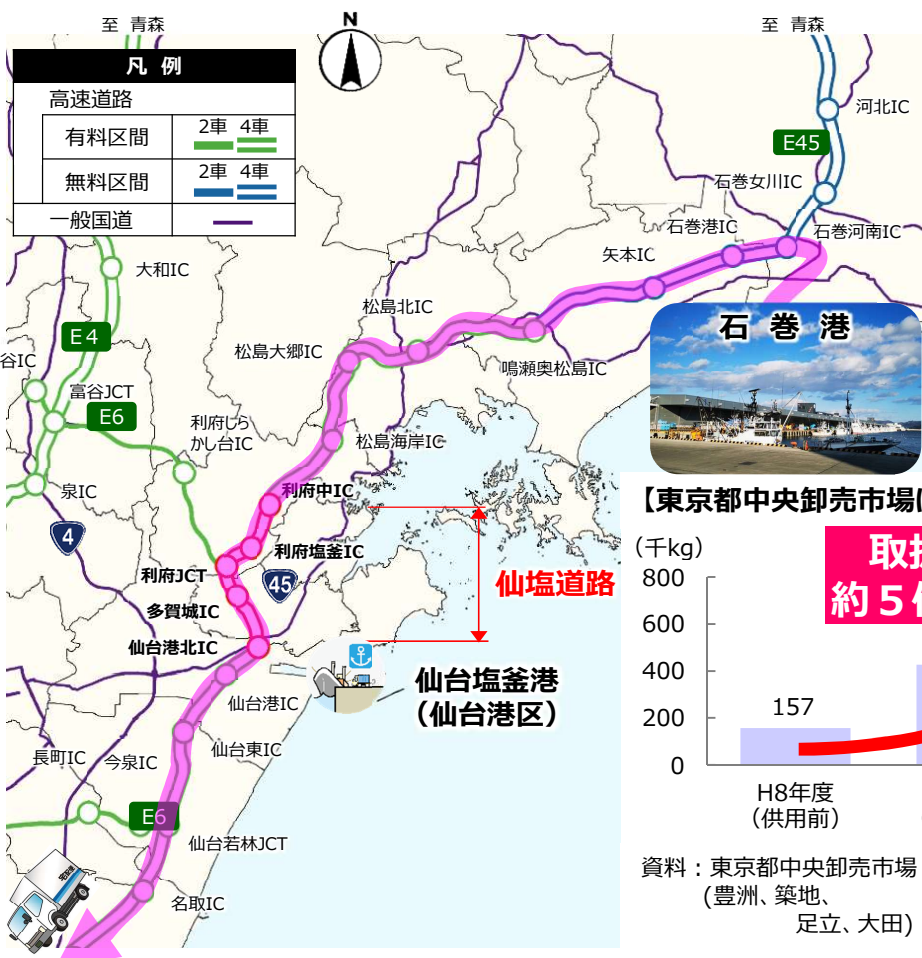 至 青森
N
至 青森
凡 例
高速道路
有料区間
2車 4車
無料区間
2車 4車
一般国道
河北IC
E45
石巻女川IC
石巻港IC
石巻河南IC
矢本IC
大和IC
松島北IC
石 巻 港
E4
松島大郷IC
鳴瀬奥松島IC
谷IC
富谷JCT
E6
利府しら
かし台IC
松島海岸IC
泉IC
利府中IC
【東京都中央卸売市場
4
利府塩釜IC
(千kg)
取扱
約５倍
利府JCT
45
仙塩道路
多賀城IC
仙台港北IC
仙台塩釜港
（仙台港区）
仙台港IC
仙台東IC
長町IC
今泉IC
E6
仙台若林JCT
名取IC
800
600
400
200
0
157
H8年度
（供用前）
資料：東京都中央卸売市場
(豊洲、築地、
足立、大田)